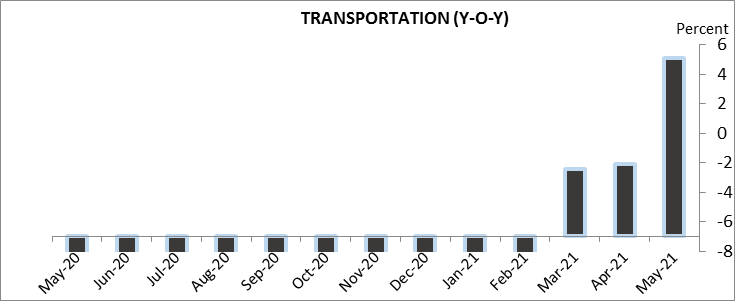 TRANSPORTATION (Y-O-Y)
Percent
6
4
2
0
-2
-4
-6
-8
May-20 Jun-20 Jul-20 Aug-20 Sep-20 Oct-20 Nov-20 Dec-20 Jan-21 Feb-21 Mar-21 Apr-21 May-21